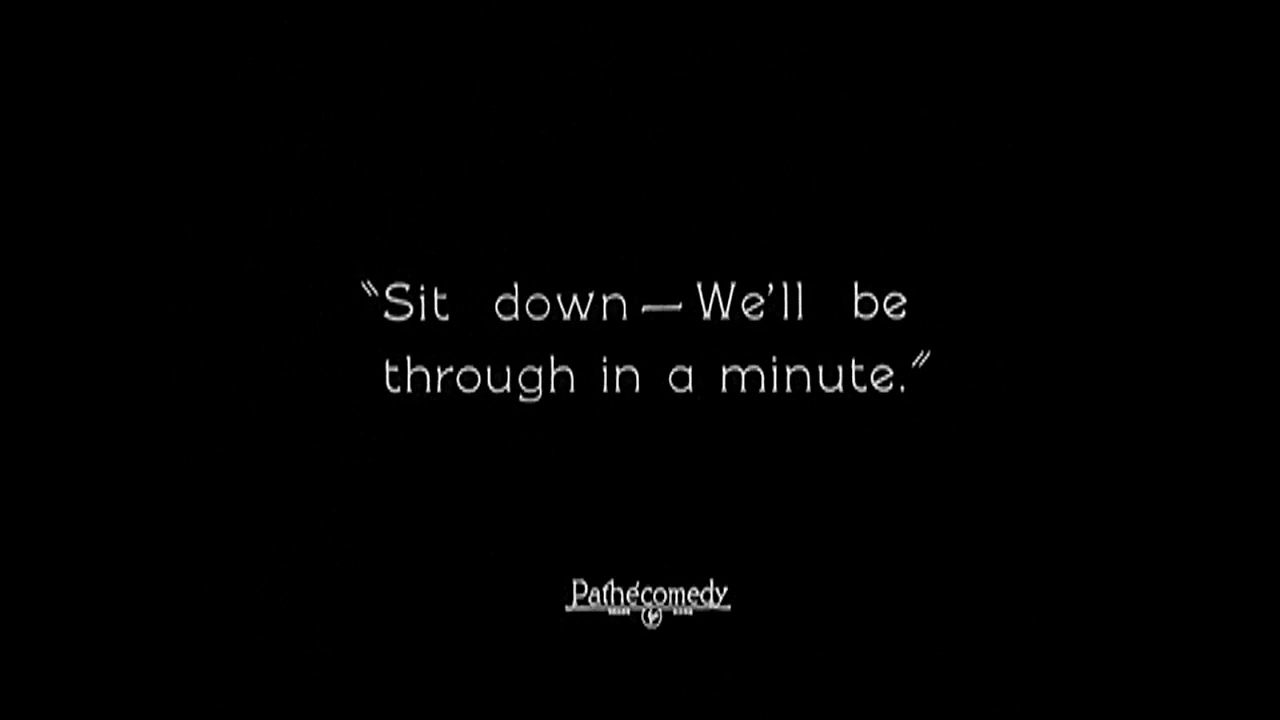 "Sit down — We'll be
through in a minute."
Pathécomedy